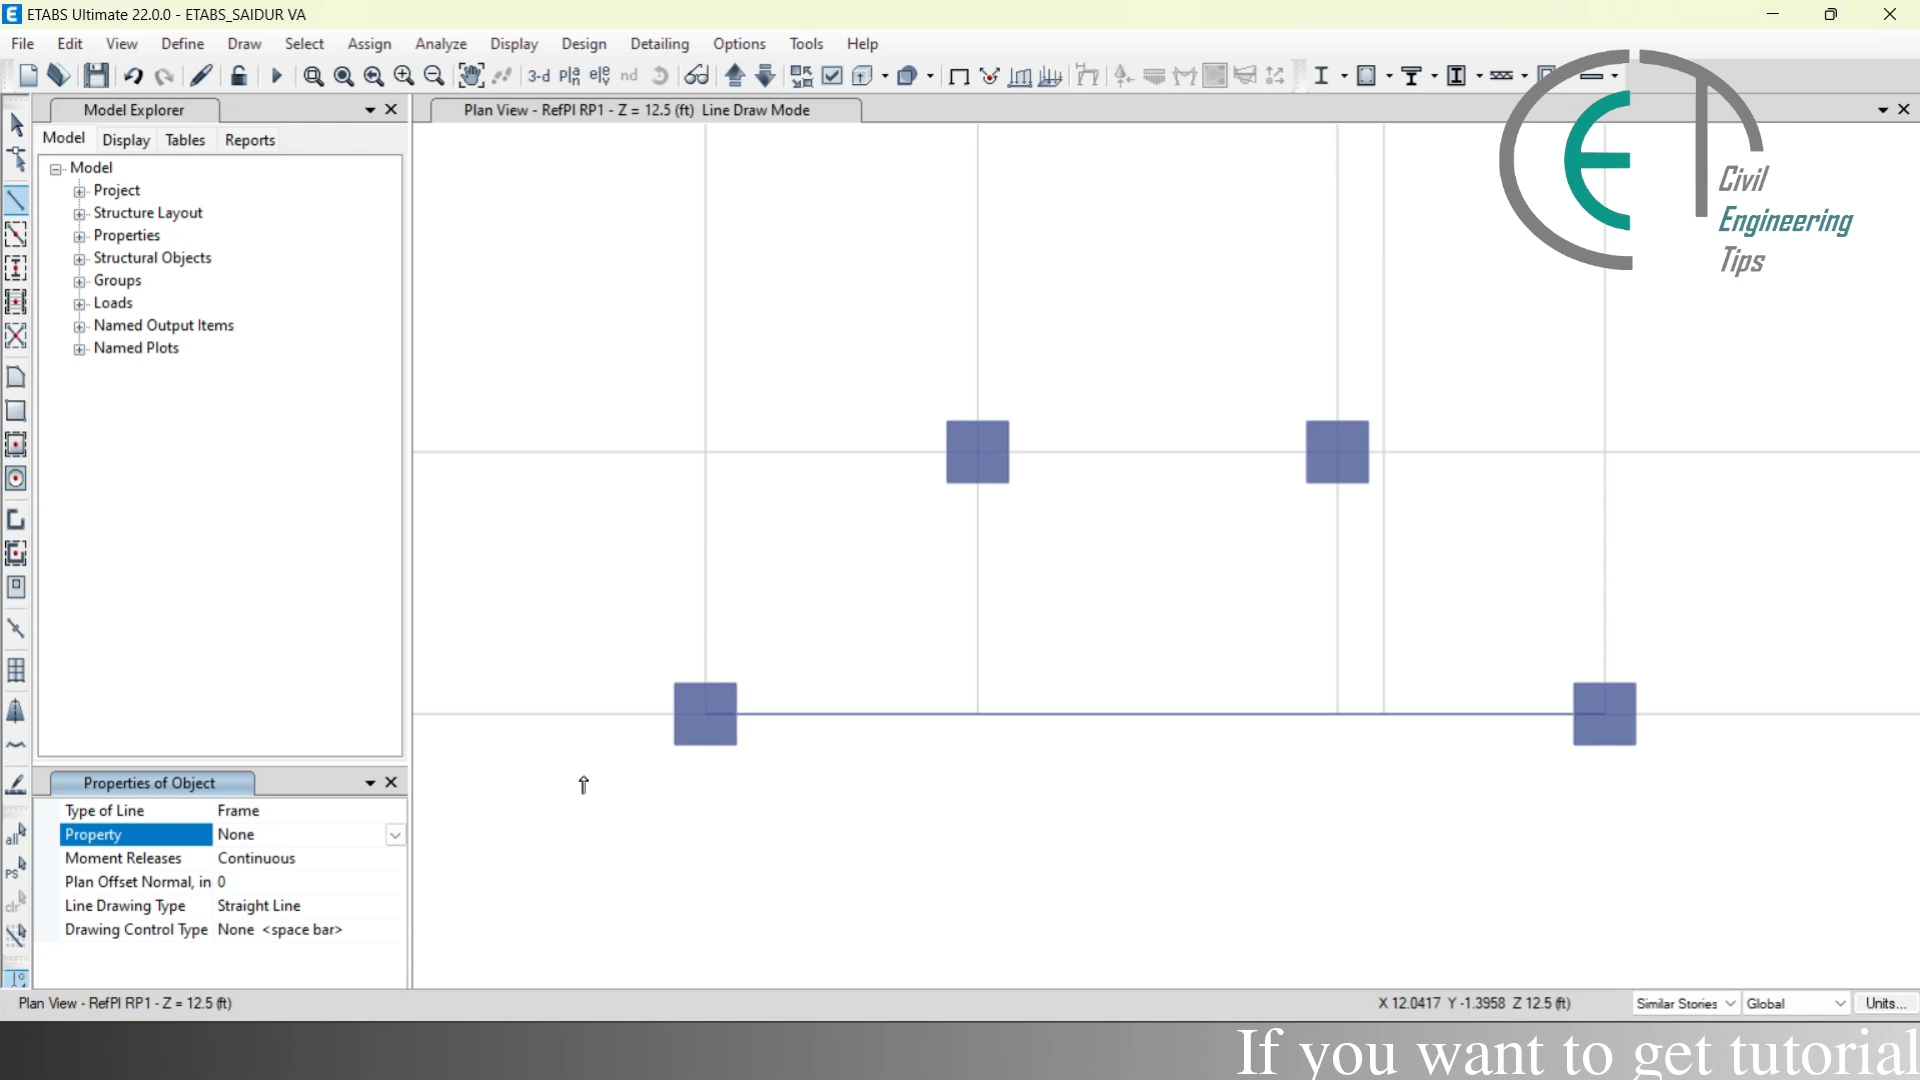 ETABS Ultimate 22.0.0 - ETABS_SAIDUR VA
File Edit View Define Draw Select Assign Analyze Display Design Detailing Options Tools Help
3-d nd
Model Explorer
Plan View - RefPl RP1 - Z = 12.5 (ft) Line Draw Mode
Model Display Tables Reports
Model
Project
Structure Layout
Properties
Structural Objects
Groups
Loads
Named Output Items
Named Plots
Civil
Engineering
Tips
Properties of Object
Type of Line Frame
Property None
Moment Releases Continuous
Plan Offset Normal, in 0
Line Drawing Type Straight Line
Drawing Control Type None <space bar>
all
PS
clr
Plan View - RefPl RP1 - Z = 12.5 (ft)
X 12.0417 Y -1.3958 Z 12.5 (ft)
Similar Stories Global Units...
If you want to get tutorial